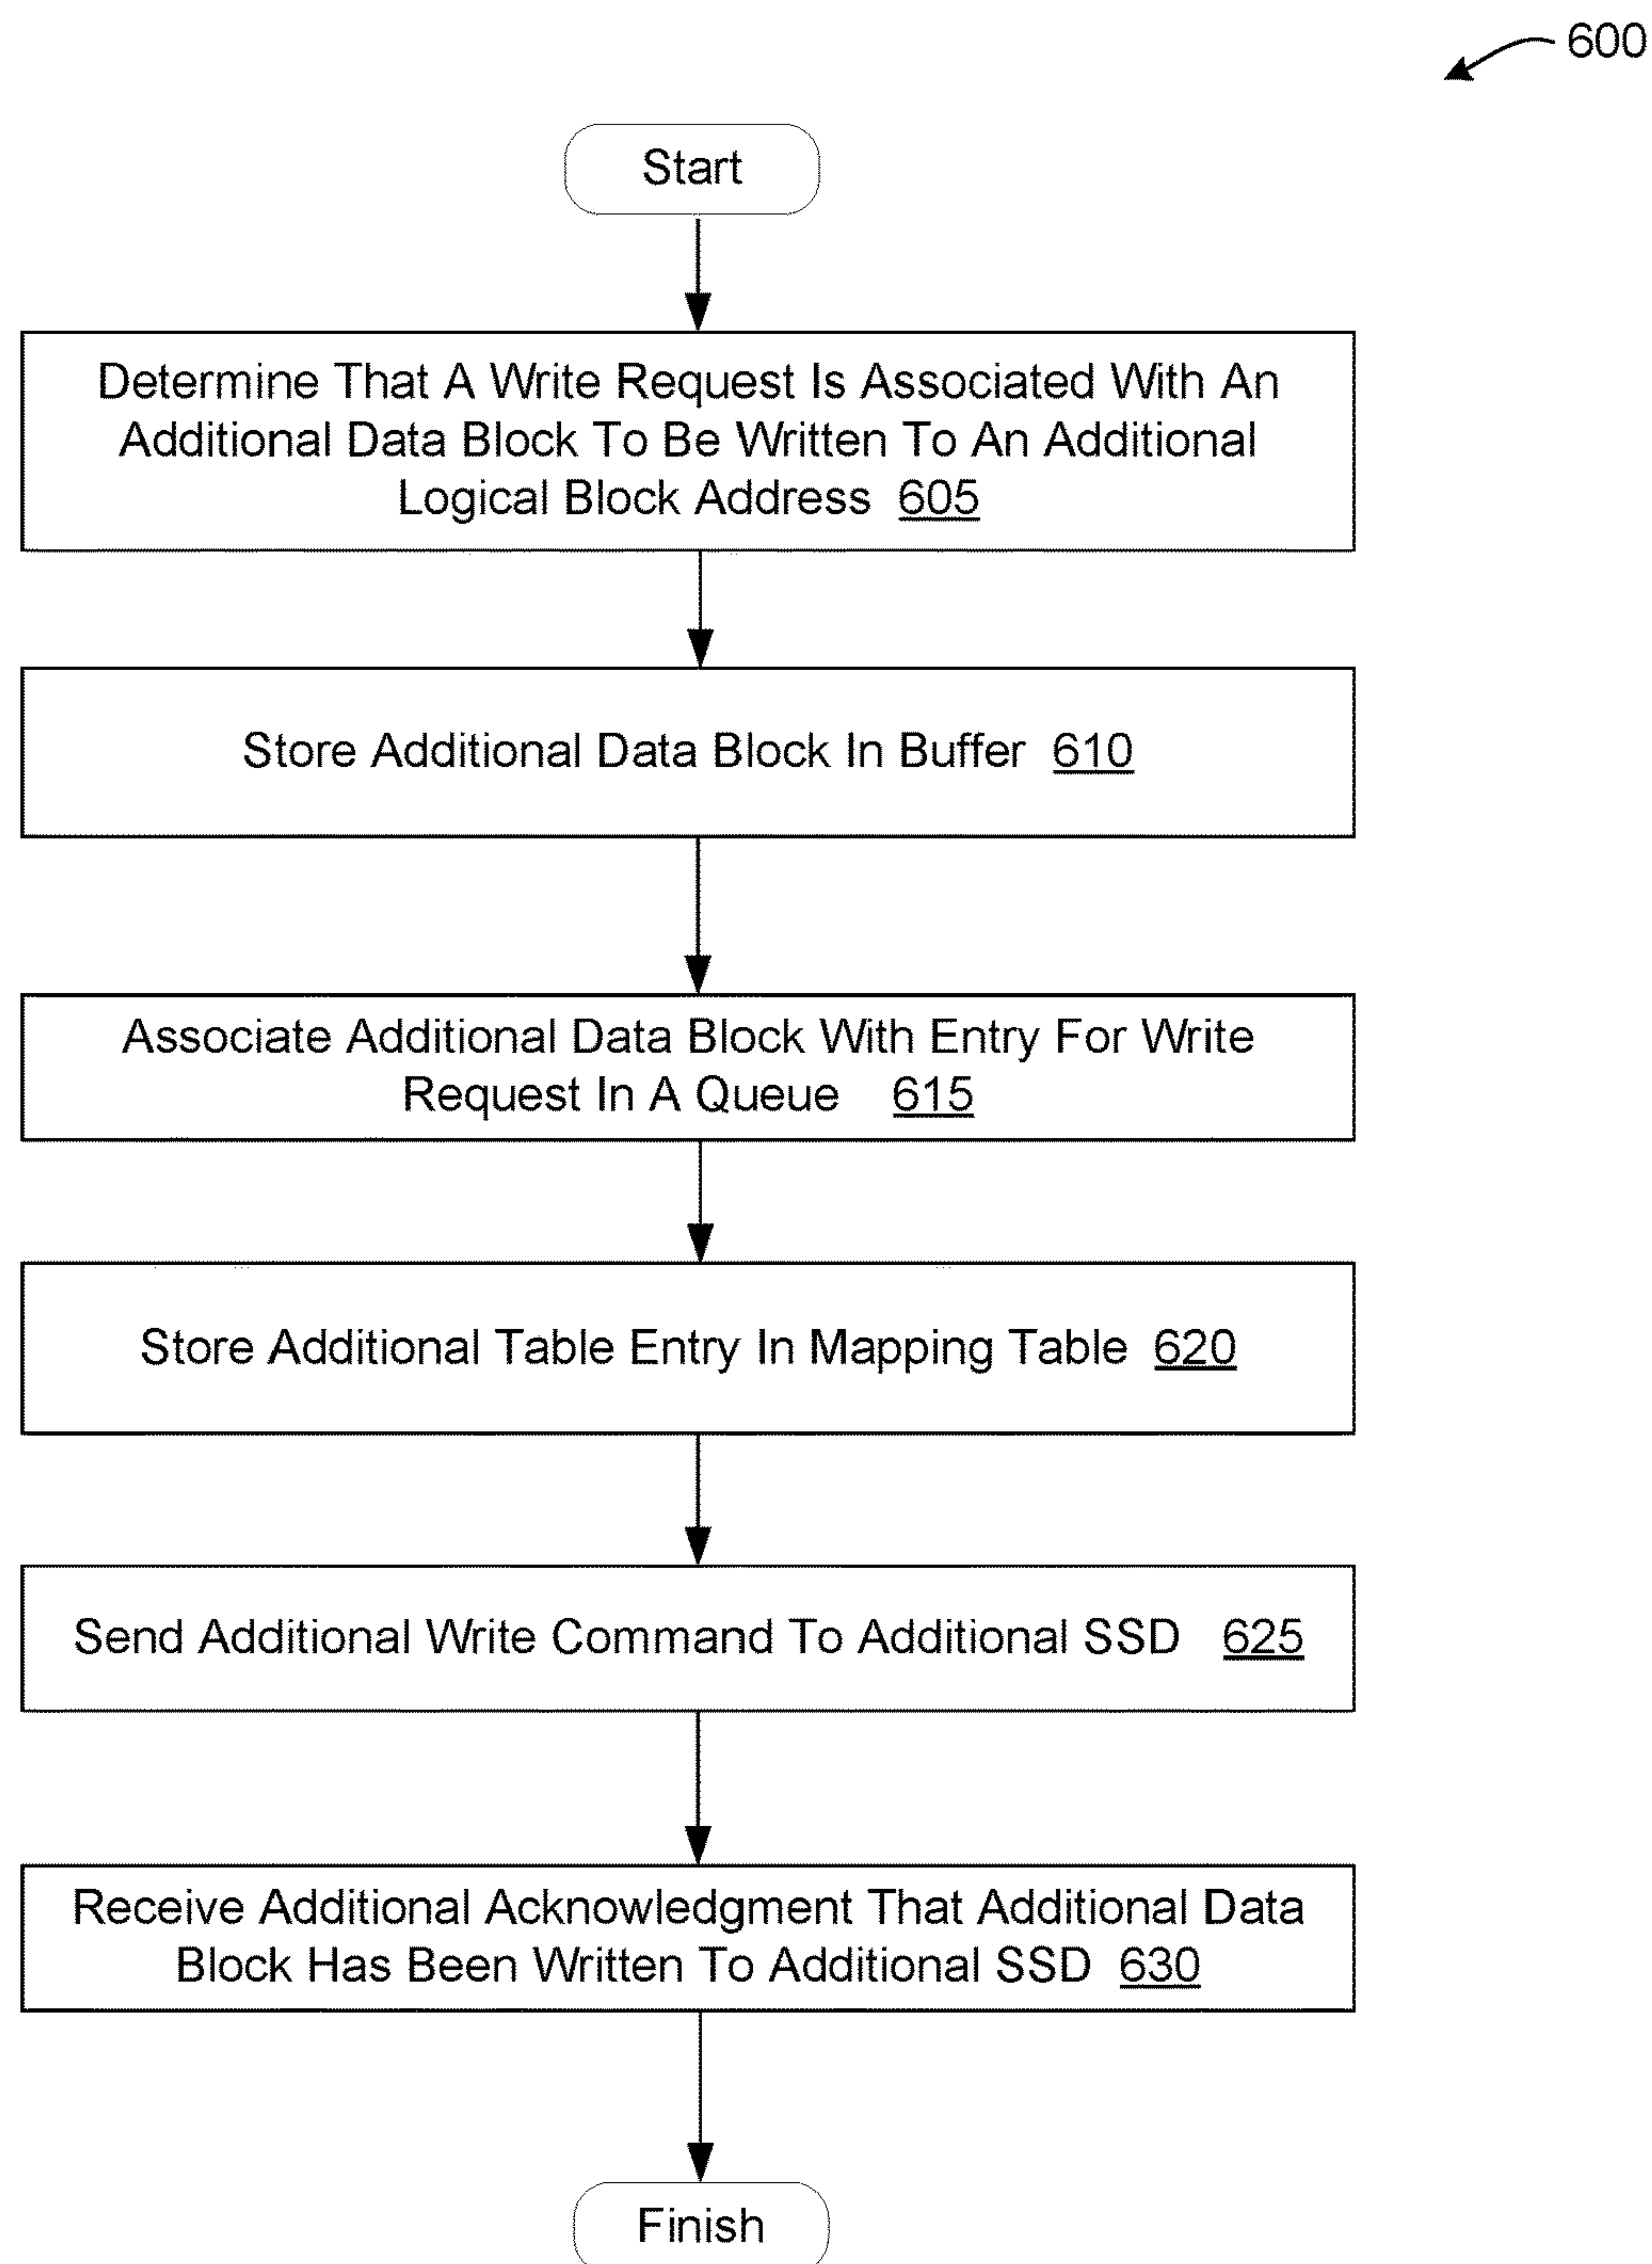 600
Start
Determine That A Write Request Is Associated With An
Additional Data Block To Be Written To An Additional
Logical Block Address 605
Store Additional Data Block In Buffer 610
Associate Additional Data Block With Entry For Write
Request In A Queue 615
Store Additional Table Entry In Mapping Table 620
Send Additional Write Command To Additional SSD 625
Receive Additional Acknowledgment That Additional Data
Block Has Been Written To Additional SSD 630
Finish